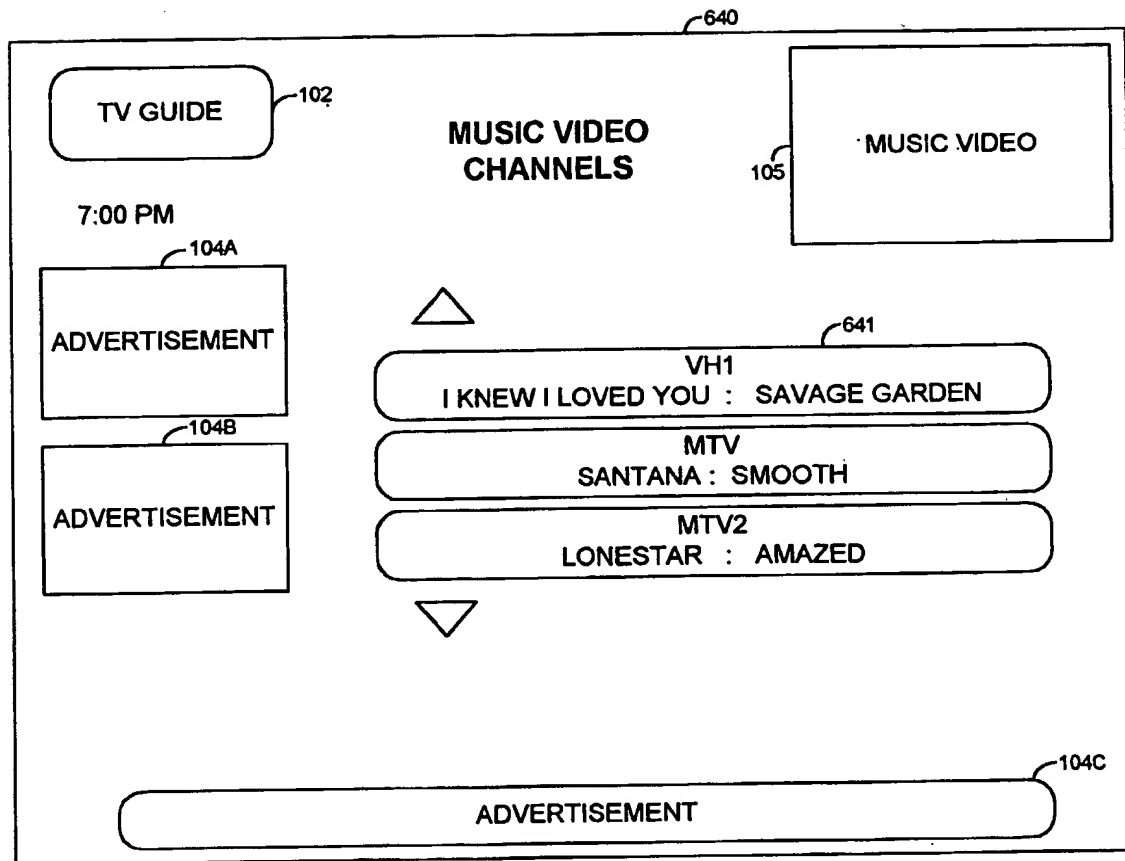 640
TV GUIDE
102
MUSIC VIDEO
CHANNELS
105
MUSIC VIDEO
7:00 PM
104A
ADVERTISEMENT
641
VH1
I KNEW I LOVED YOU : SAVAGE GARDEN
104B
ADVERTISEMENT
MTV
SANTANA : SMOOTH
MTV2
LONESTAR : AMAZED
104C
ADVERTISEMENT